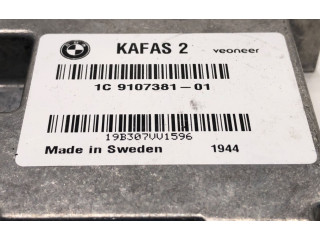 KAFAS 2 veoneer
1C 9107381-01
19B307VV1596
Made in Sweden 1944